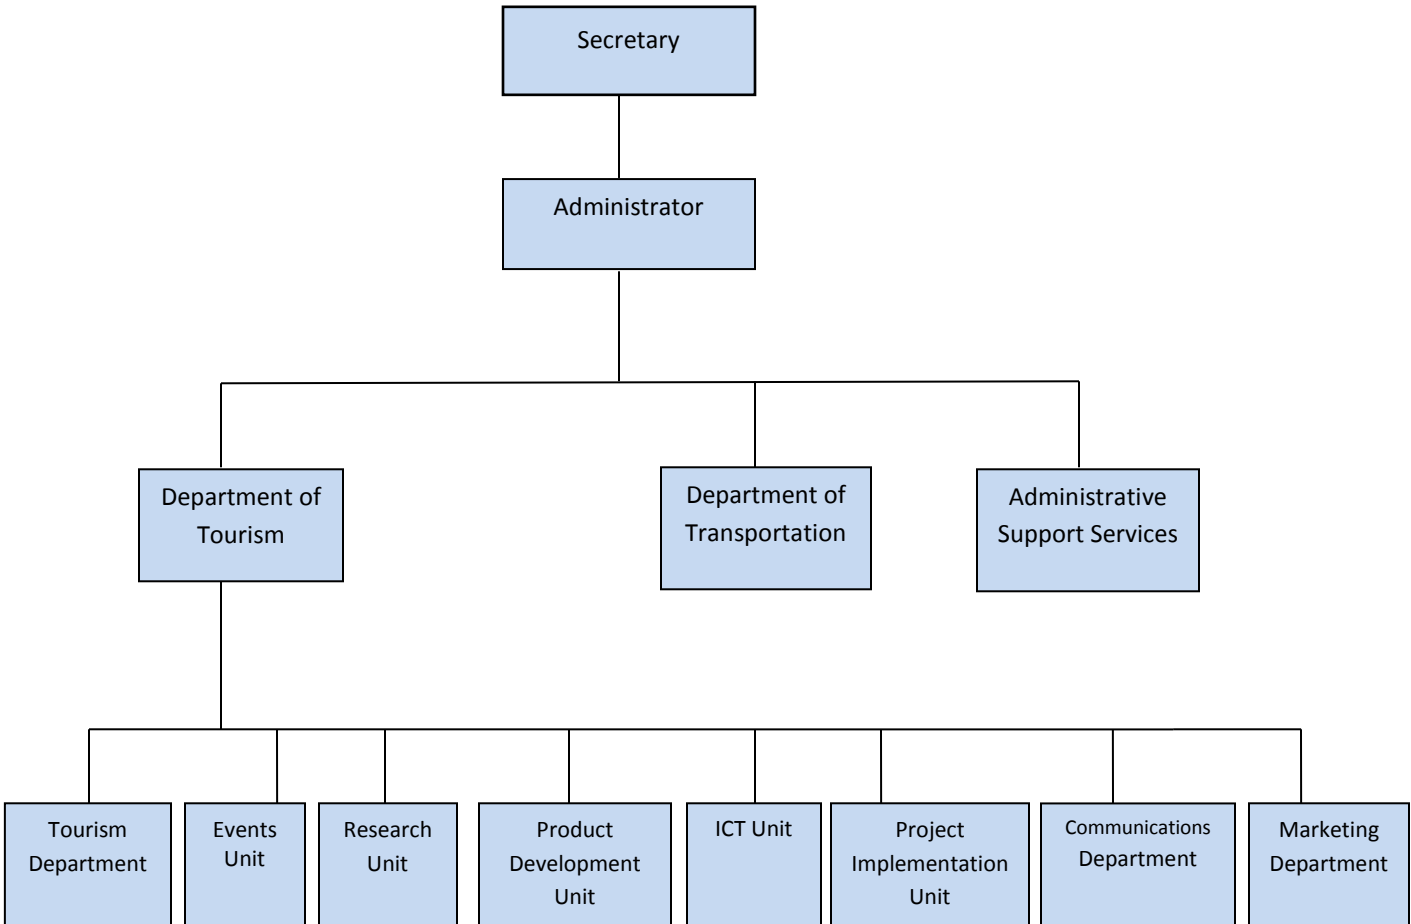 Secretary
Administrator
Department of
Tourism
Department of
Transportation
Administrative
Support Services
Tourism
Department
Events
Unit
Research
Unit
Product
Development
Unit
ICT Unit
Project
Implementation
Unit
Communications
Department
Marketing
Department